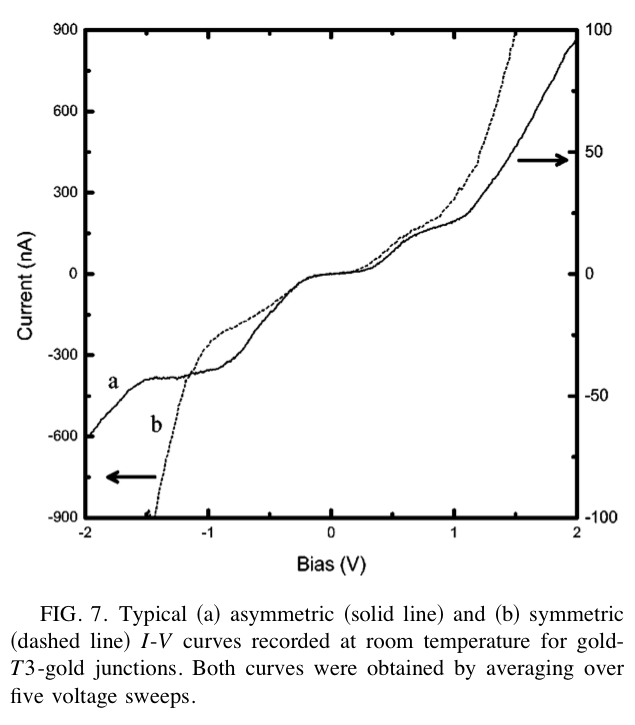 900
600
300
0
-300
-600
-900
100
50
0
-50
-100
Current (nA)
a
b
-2
-1
0
1
2
Bias (V)
FIG. 7. Typical (a) asymmetric (solid line) and (b) symmetric
(dashed line) I-V curves recorded at room temperature for gold-
T3-gold junctions. Both curves were obtained by averaging over
five voltage sweeps.